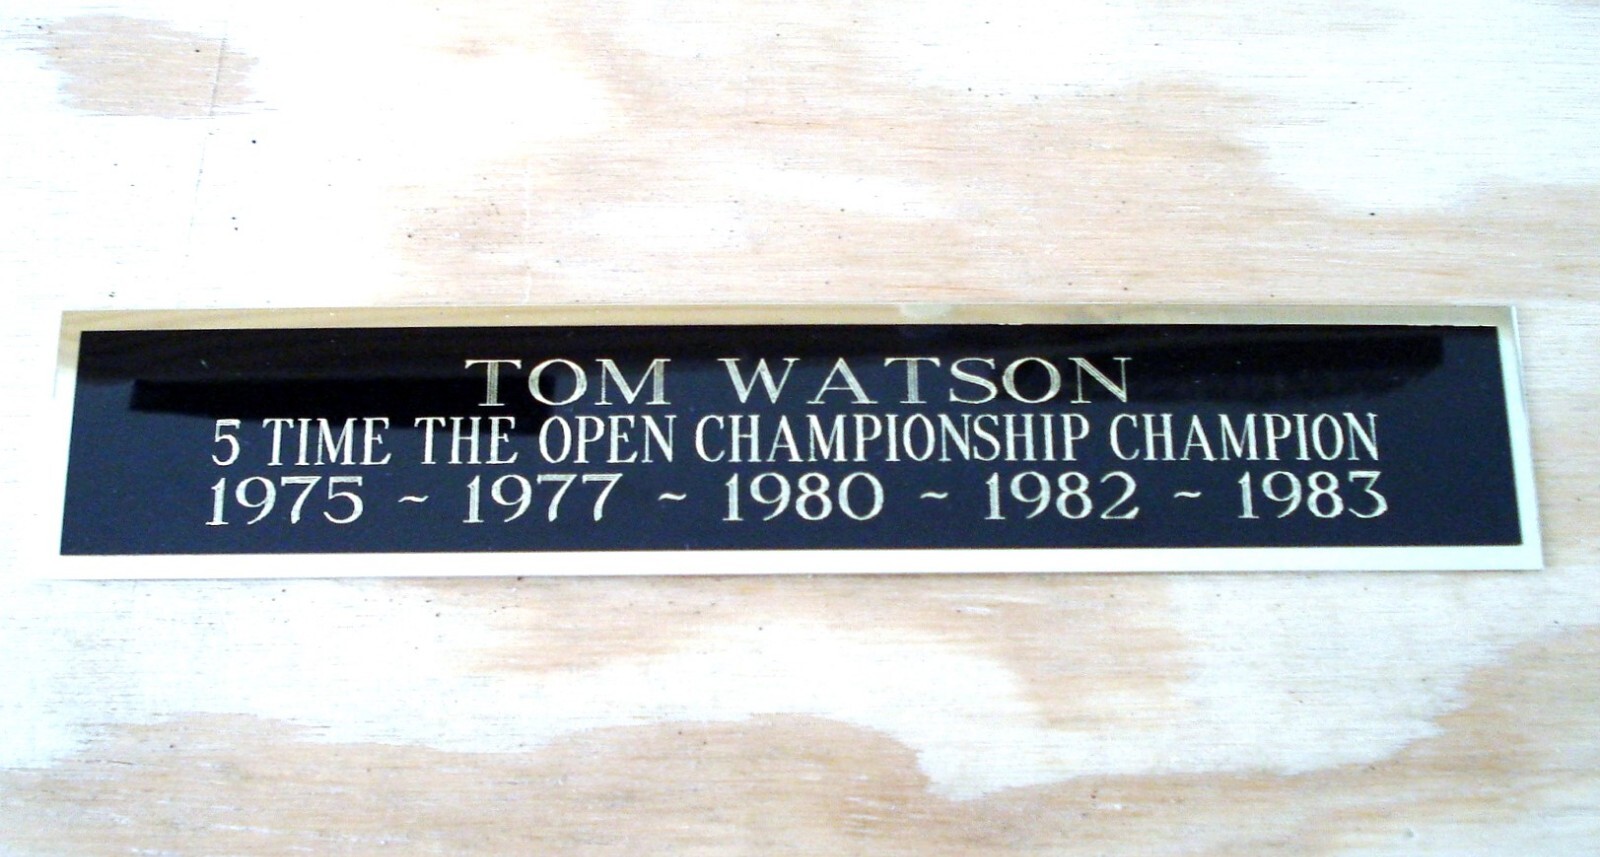 TOM WATSON
5 TIME THE OPEN CHAMPIONSHIP CHAMPION
1975 ~ 1977 ~ 1980 ~ 1982 ~ 1983